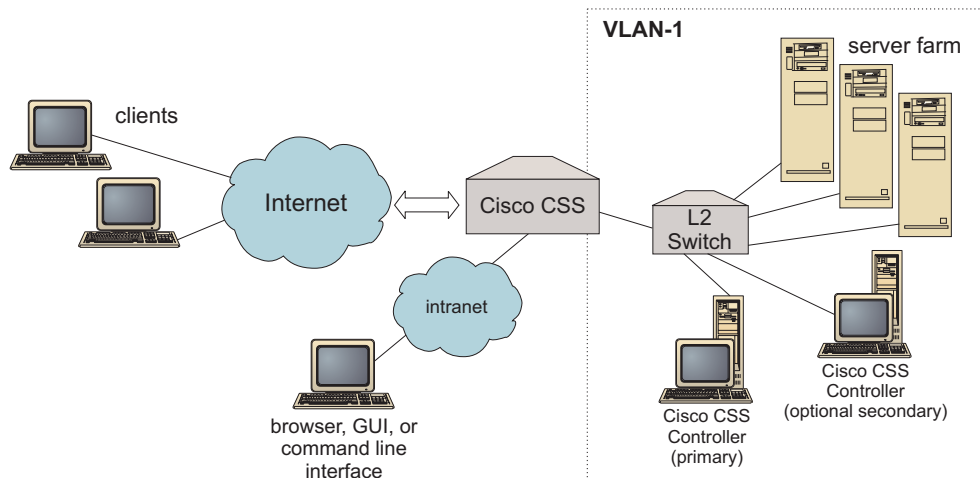 VLAN-1
server farm
clients
Internet
Cisco CSS
L2
Switch
intranet
browser, GUI, or
command line
interface
Cisco CSS
Controller
(primary)
Cisco CSS
Controller
(optional secondary)